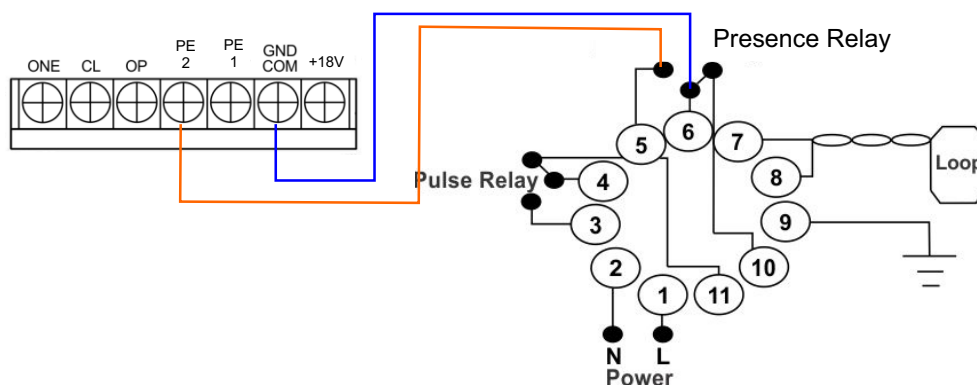 ONE CL OP PE 2 PE 1 GND COM +18V
Presence Relay
5 6 7
Pulse Relay 4 8 Loop
3 9
2 10
1 11
N L
Power